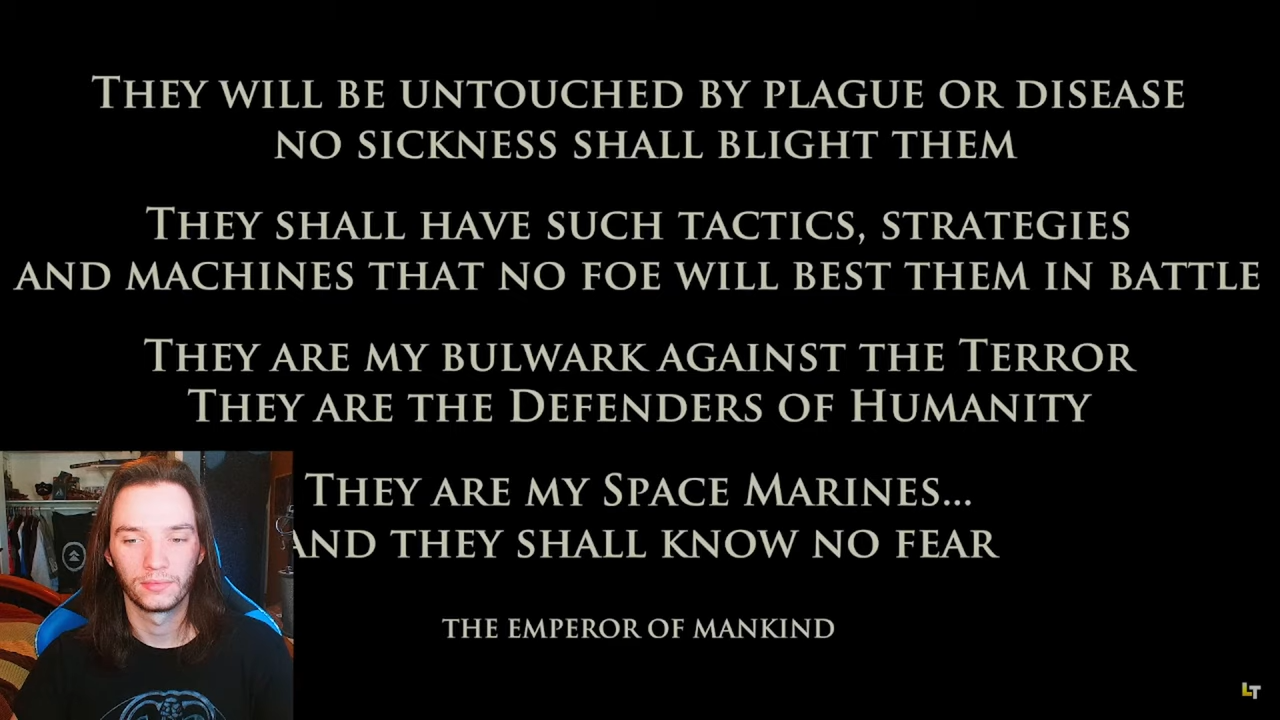 They will be untouched by plague or disease
no sickness shall blight them
They shall have such tactics, strategies
and machines that no foe will best them in battle
They are my bulwark against the Terror
They are the Defenders of Humanity
They are my Space Marines...
and they shall know no fear
the Emperor of Mankind
LT